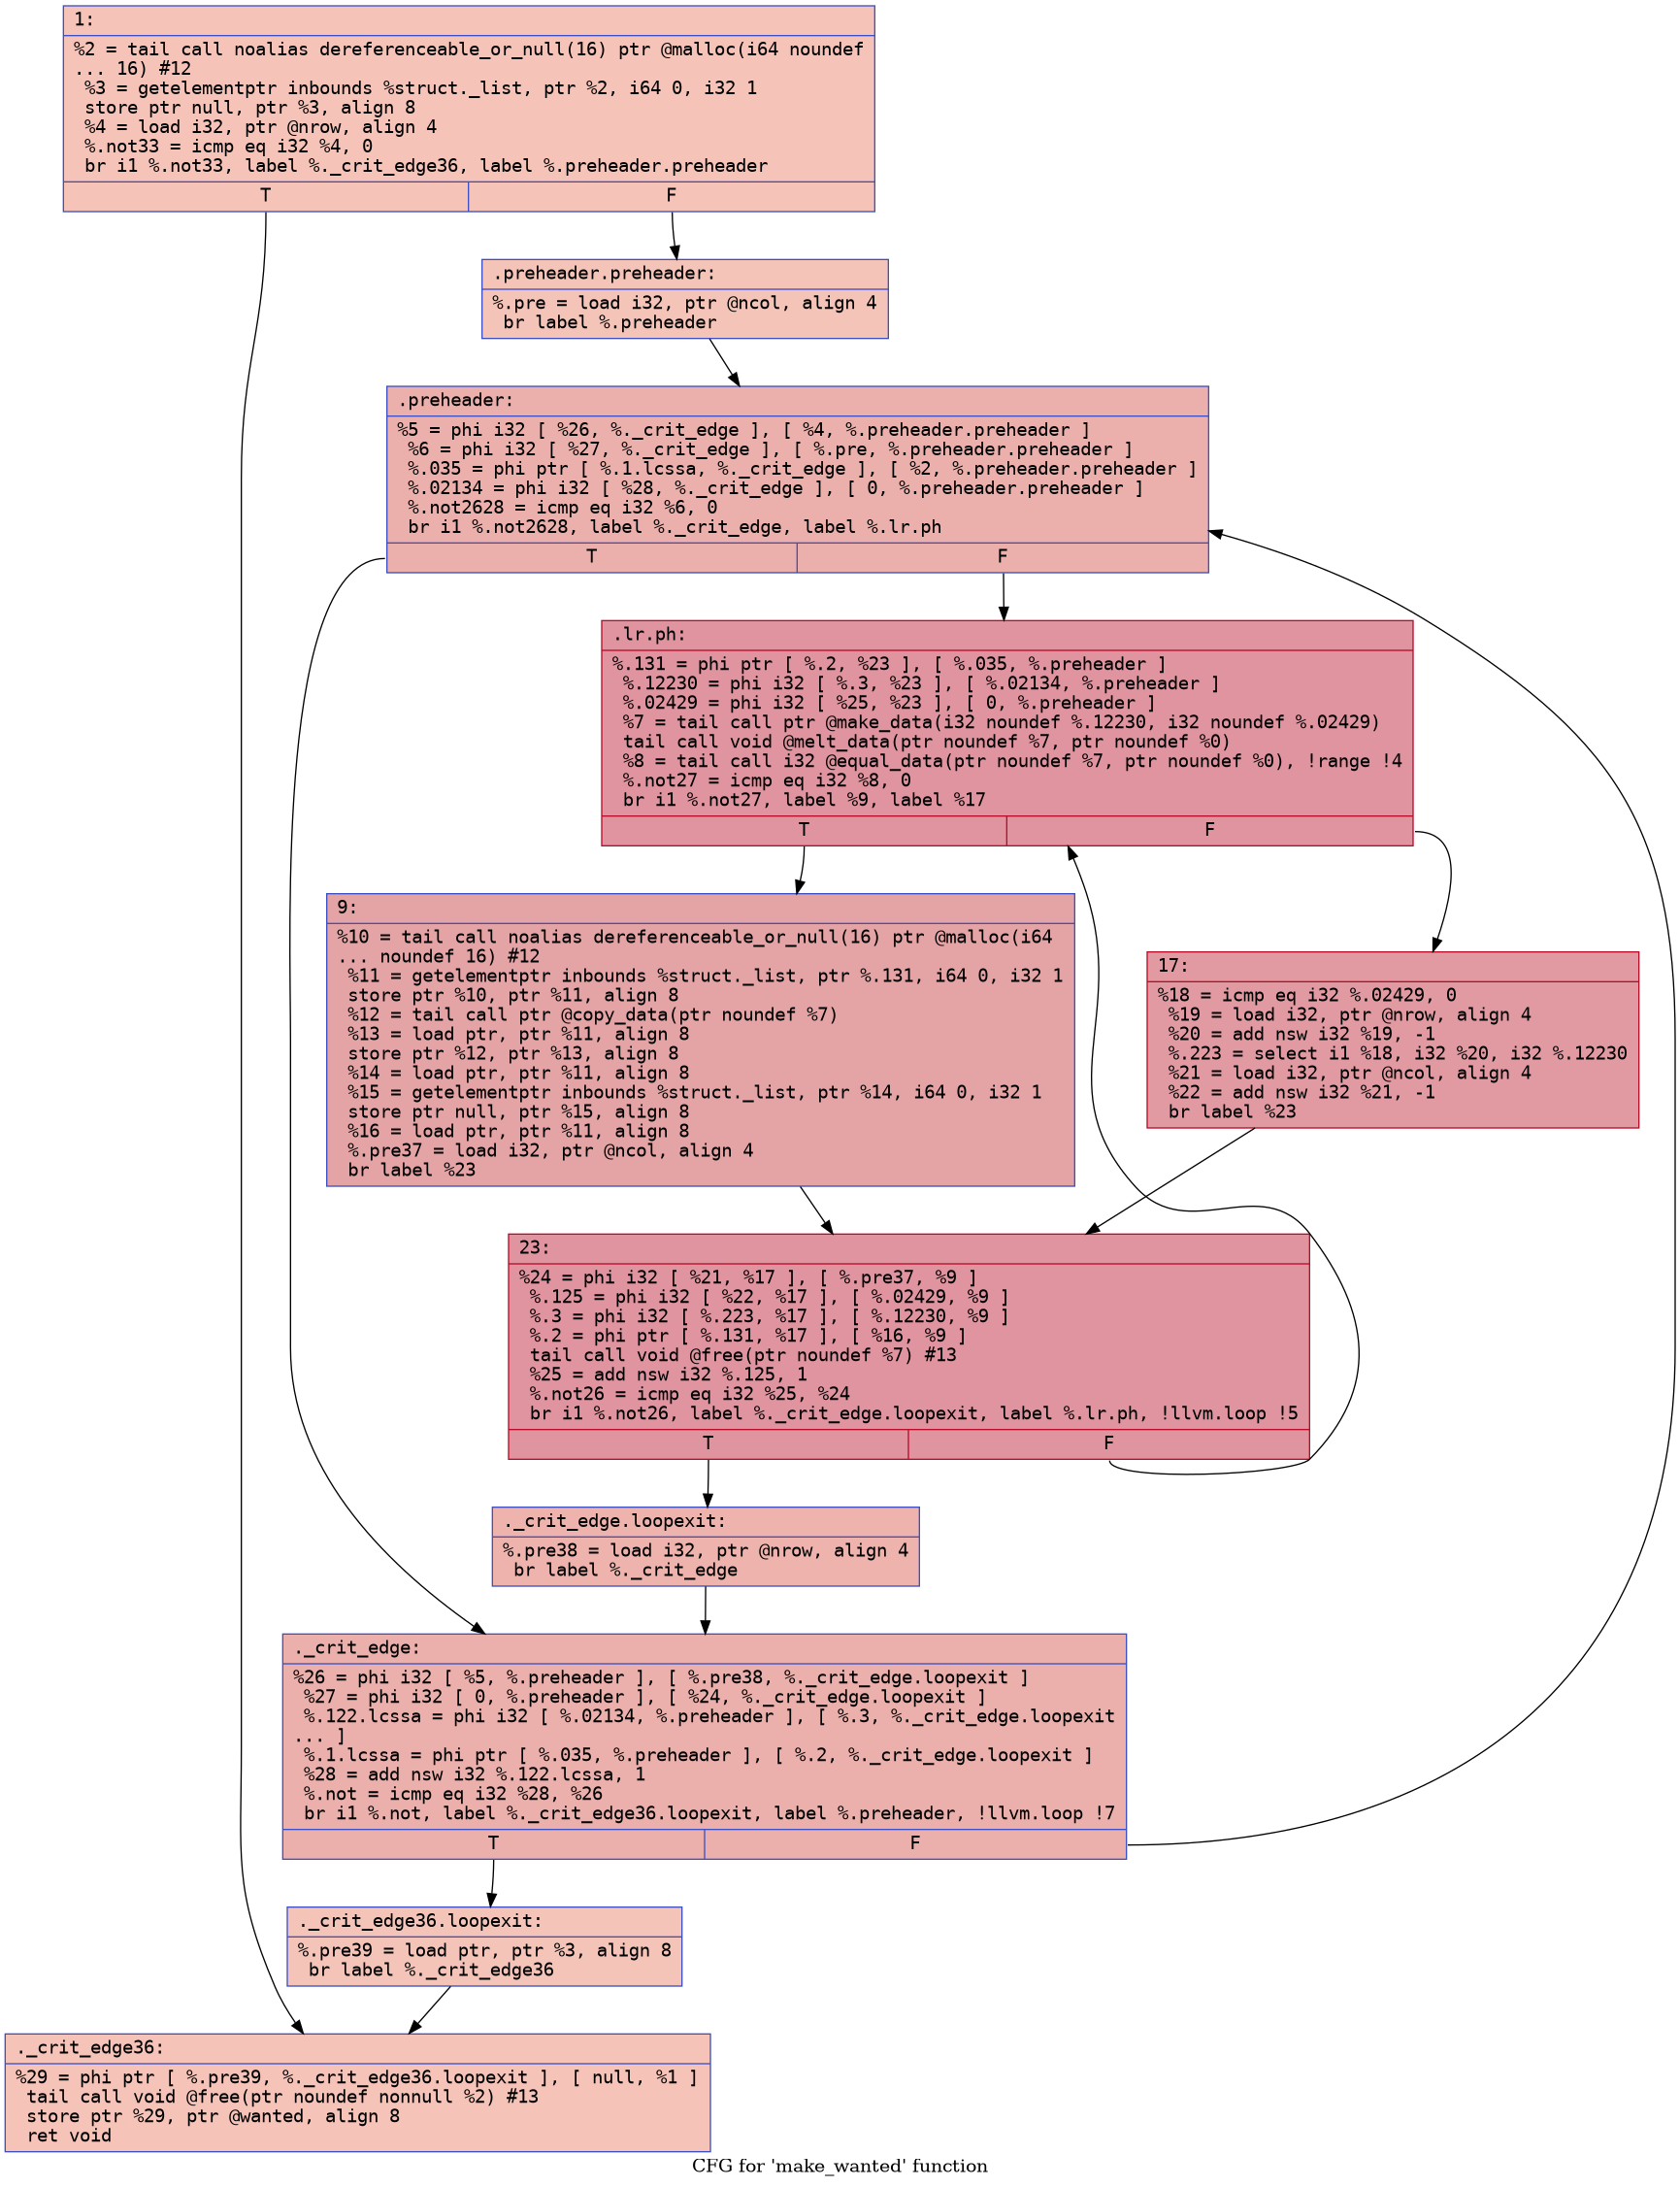 1:
%2 = tail call noalias dereferenceable_or_null(16) ptr @malloc(i64 noundef
... 16) #12
%3 = getelementptr inbounds %struct._list, ptr %2, i64 0, i32 1
store ptr null, ptr %3, align 8
%4 = load i32, ptr @nrow, align 4
%.not33 = icmp eq i32 %4, 0
br i1 %.not33, label %._crit_edge36, label %.preheader.preheader
T F
.preheader.preheader:
%.pre = load i32, ptr @ncol, align 4
br label %.preheader
.preheader:
%5 = phi i32 [ %26, %._crit_edge ], [ %4, %.preheader.preheader ]
%6 = phi i32 [ %27, %._crit_edge ], [ %.pre, %.preheader.preheader ]
%.035 = phi ptr [ %.1.lcssa, %._crit_edge ], [ %2, %.preheader.preheader ]
%.02134 = phi i32 [ %28, %._crit_edge ], [ 0, %.preheader.preheader ]
%.not2628 = icmp eq i32 %6, 0
br i1 %.not2628, label %._crit_edge, label %.lr.ph
T F
.lr.ph:
%.131 = phi ptr [ %.2, %23 ], [ %.035, %.preheader ]
%.12230 = phi i32 [ %.3, %23 ], [ %.02134, %.preheader ]
%.02429 = phi i32 [ %25, %23 ], [ 0, %.preheader ]
%7 = tail call ptr @make_data(i32 noundef %.12230, i32 noundef %.02429)
tail call void @melt_data(ptr noundef %7, ptr noundef %0)
%8 = tail call i32 @equal_data(ptr noundef %7, ptr noundef %0), !range !4
%.not27 = icmp eq i32 %8, 0
br i1 %.not27, label %9, label %17
T F
9:
%10 = tail call noalias dereferenceable_or_null(16) ptr @malloc(i64
... noundef 16) #12
%11 = getelementptr inbounds %struct._list, ptr %.131, i64 0, i32 1
store ptr %10, ptr %11, align 8
%12 = tail call ptr @copy_data(ptr noundef %7)
%13 = load ptr, ptr %11, align 8
store ptr %12, ptr %13, align 8
%14 = load ptr, ptr %11, align 8
%15 = getelementptr inbounds %struct._list, ptr %14, i64 0, i32 1
store ptr null, ptr %15, align 8
%16 = load ptr, ptr %11, align 8
%.pre37 = load i32, ptr @ncol, align 4
br label %23
17:
%18 = icmp eq i32 %.02429, 0
%19 = load i32, ptr @nrow, align 4
%20 = add nsw i32 %19, -1
%.223 = select i1 %18, i32 %20, i32 %.12230
%21 = load i32, ptr @ncol, align 4
%22 = add nsw i32 %21, -1
br label %23
23:
%24 = phi i32 [ %21, %17 ], [ %.pre37, %9 ]
%.125 = phi i32 [ %22, %17 ], [ %.02429, %9 ]
%.3 = phi i32 [ %.223, %17 ], [ %.12230, %9 ]
%.2 = phi ptr [ %.131, %17 ], [ %16, %9 ]
tail call void @free(ptr noundef %7) #13
%25 = add nsw i32 %.125, 1
%.not26 = icmp eq i32 %25, %24
br i1 %.not26, label %._crit_edge.loopexit, label %.lr.ph, !llvm.loop !5
T F
._crit_edge.loopexit:
%.pre38 = load i32, ptr @nrow, align 4
br label %._crit_edge
._crit_edge:
%26 = phi i32 [ %5, %.preheader ], [ %.pre38, %._crit_edge.loopexit ]
%27 = phi i32 [ 0, %.preheader ], [ %24, %._crit_edge.loopexit ]
%.122.lcssa = phi i32 [ %.02134, %.preheader ], [ %.3, %._crit_edge.loopexit
... ]
%.1.lcssa = phi ptr [ %.035, %.preheader ], [ %.2, %._crit_edge.loopexit ]
%28 = add nsw i32 %.122.lcssa, 1
%.not = icmp eq i32 %28, %26
br i1 %.not, label %._crit_edge36.loopexit, label %.preheader, !llvm.loop !7
T F
._crit_edge36.loopexit:
%.pre39 = load ptr, ptr %3, align 8
br label %._crit_edge36
._crit_edge36:
%29 = phi ptr [ %.pre39, %._crit_edge36.loopexit ], [ null, %1 ]
tail call void @free(ptr noundef nonnull %2) #13
store ptr %29, ptr @wanted, align 8
ret void
CFG for 'make_wanted' function